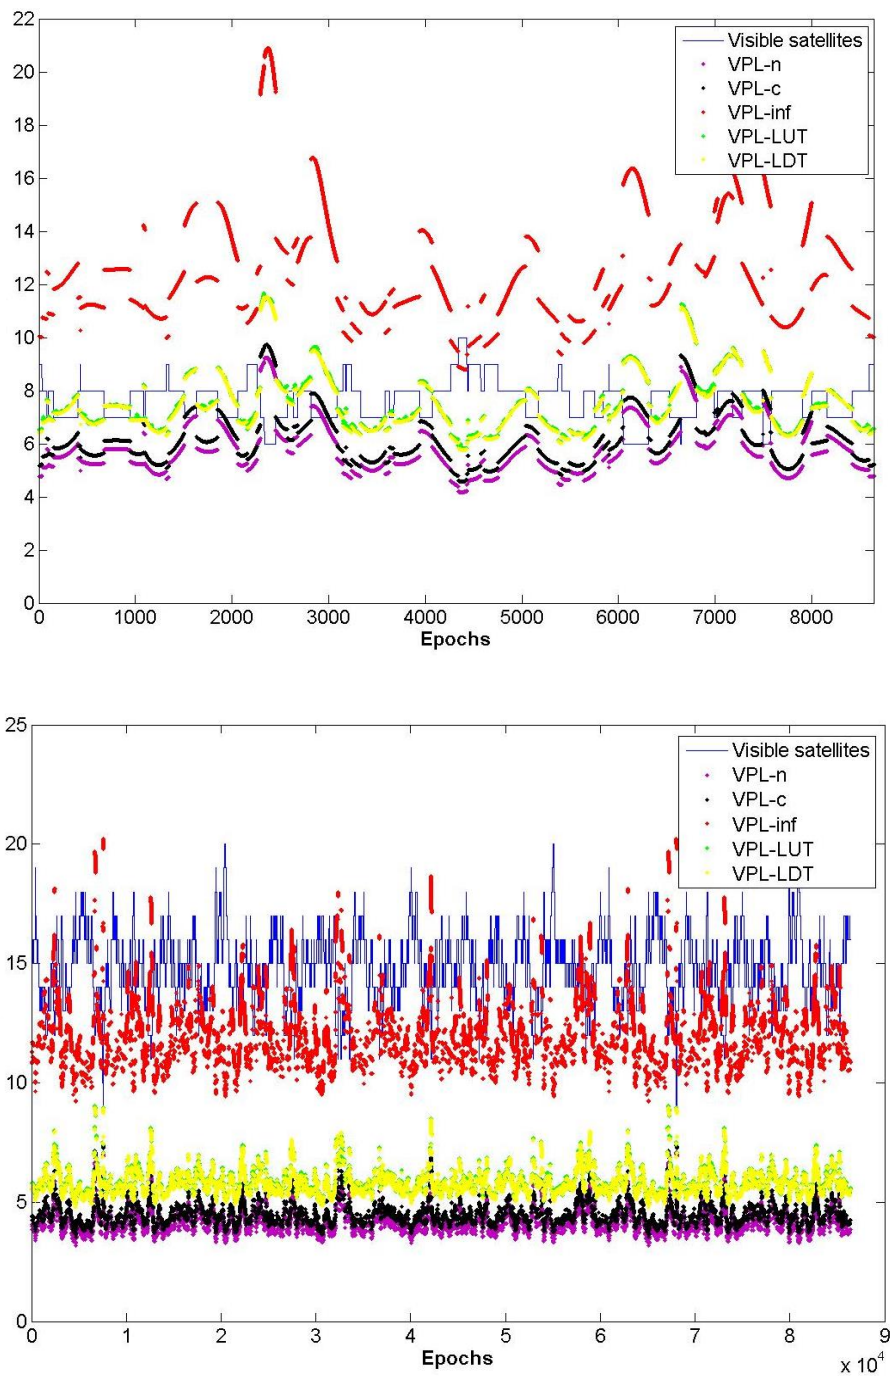 22
20
18
16
14
12
10
8
6
4
2
0
Visible satellites
VPL-n
VPL-c
VPL-inf
VPL-LUT
VPL-LDT
0 1000 2000 3000 4000 5000 6000 7000 8000
Epochs
25
20
15
10
5
0
Visible satellites
VPL-n
VPL-c
VPL-inf
VPL-LUT
VPL-LDT
0 1 2 3 4 5 6 7 8 9
Epochs
x 10⁴